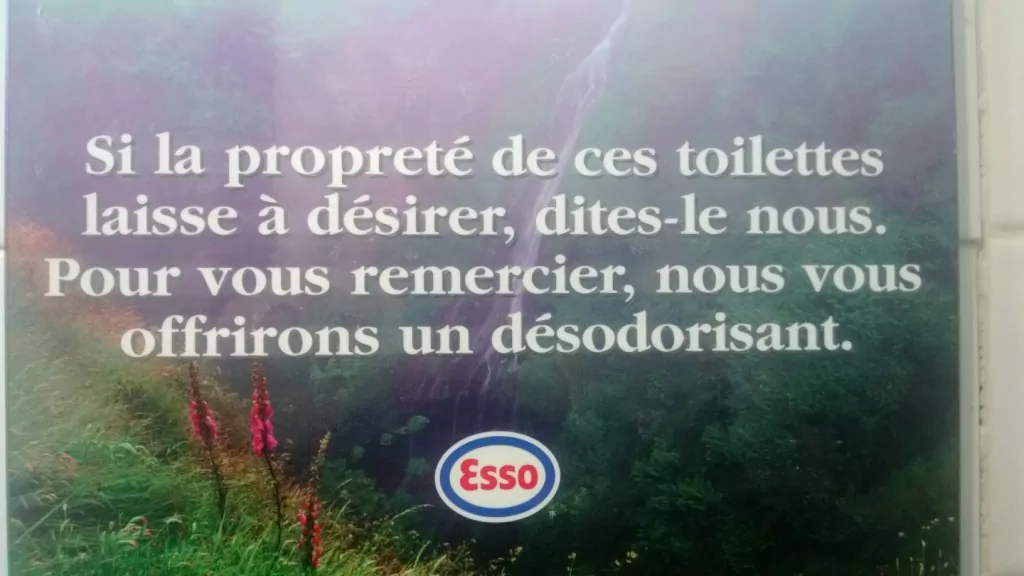 Si la propreté de ces toilettes
laisse à désirer, dites-le nous.
Pour vous remercier, nous vous
offrirons un désodorisant.
Esso